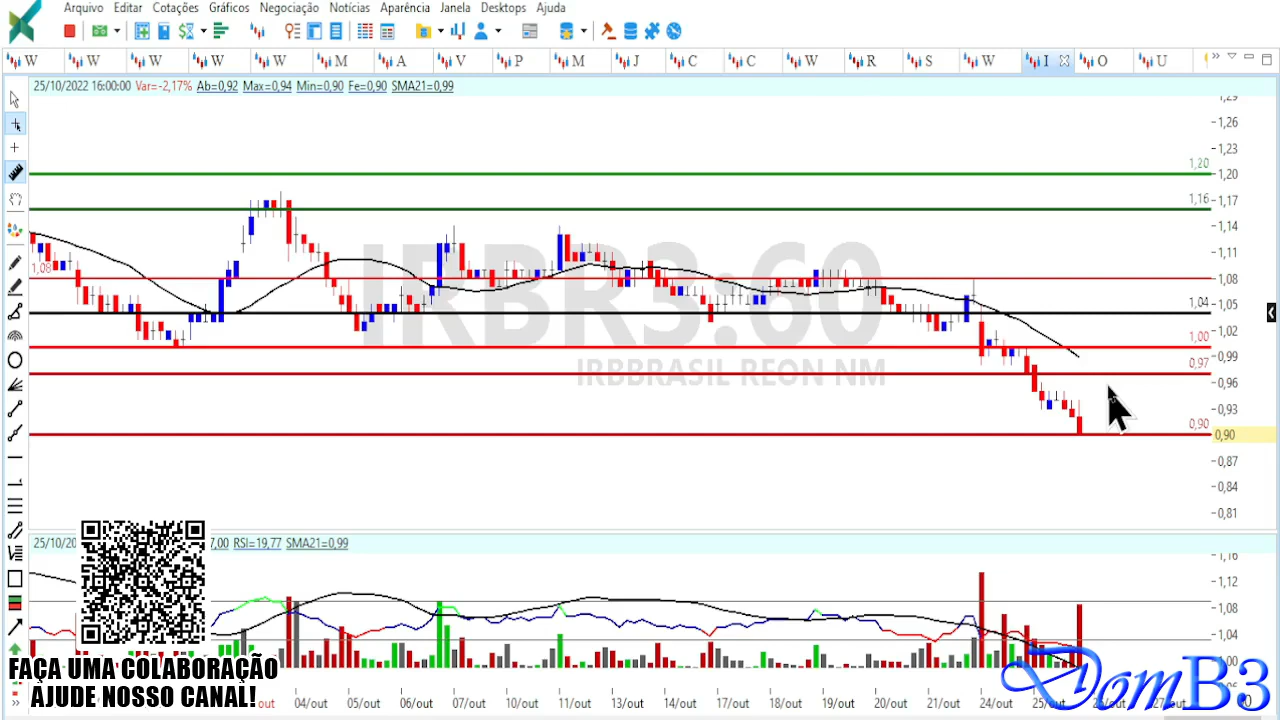 Arquivo Editar Cotações Gráficos Negociação Notícias Aparência Janela Desktops Ajuda
W W W W W M A V P M J C C W R S W I O U
25/10/2022 16:00:00 Var=-2,17% Ab=0,92 Max=0,94 Min=0,90 Fe=0,90 SMA21=0,99
1,29
1,26
1,23
1,20 1,20
1,16 1,17
1,14
1,11
1,08 1,08
1,04 1,05
1,02
1,00
0,99
0,97
0,96
0,93
0,90 0,90
0,87
0,84
0,81
IRBR3:60
IRBBRASIL REON NM
25/10/20 7,00 RSI=19,77 SMA21=0,99
1,16
1,12
1,08
1,04
1,00
FAÇA UMA COLABORAÇÃO
AJUDE NOSSO CANAL!
out 04/out 05/out 06/out 07/out 10/out 11/out 13/out 14/out 17/out 18/out 19/out 20/out 21/out 24/out 25/out
DomB3